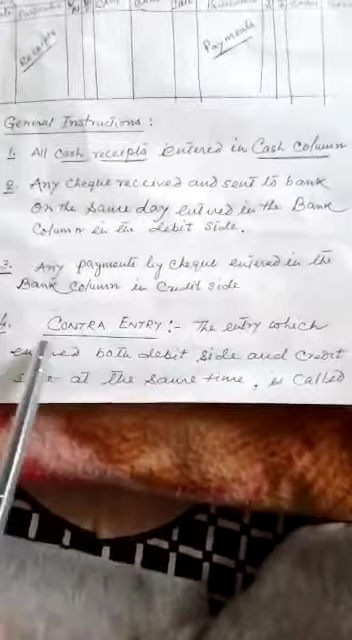 Receipts
Payments
General Instructions :
1. All cash receipts entered in Cash column
2. Any cheque received and sent to bank
on the same day entered in the Bank
Column in the debit side.
3. Any payments by cheque entered in the
Bank Column in Credit side
4. CONTRA ENTRY :- The entry which
both debit side and Credit
at the same time, is called